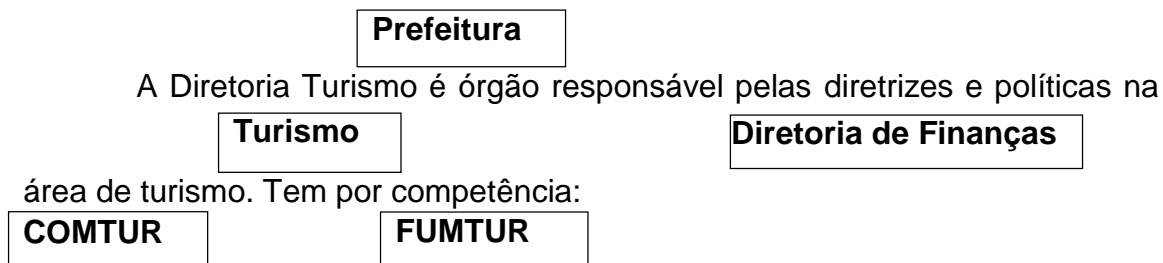 Prefeitura
A Diretoria Turismo é órgão responsável pelas diretrizes e políticas na
Turismo Diretoria de Finanças
área de turismo. Tem por competência:
COMTUR FUMTUR